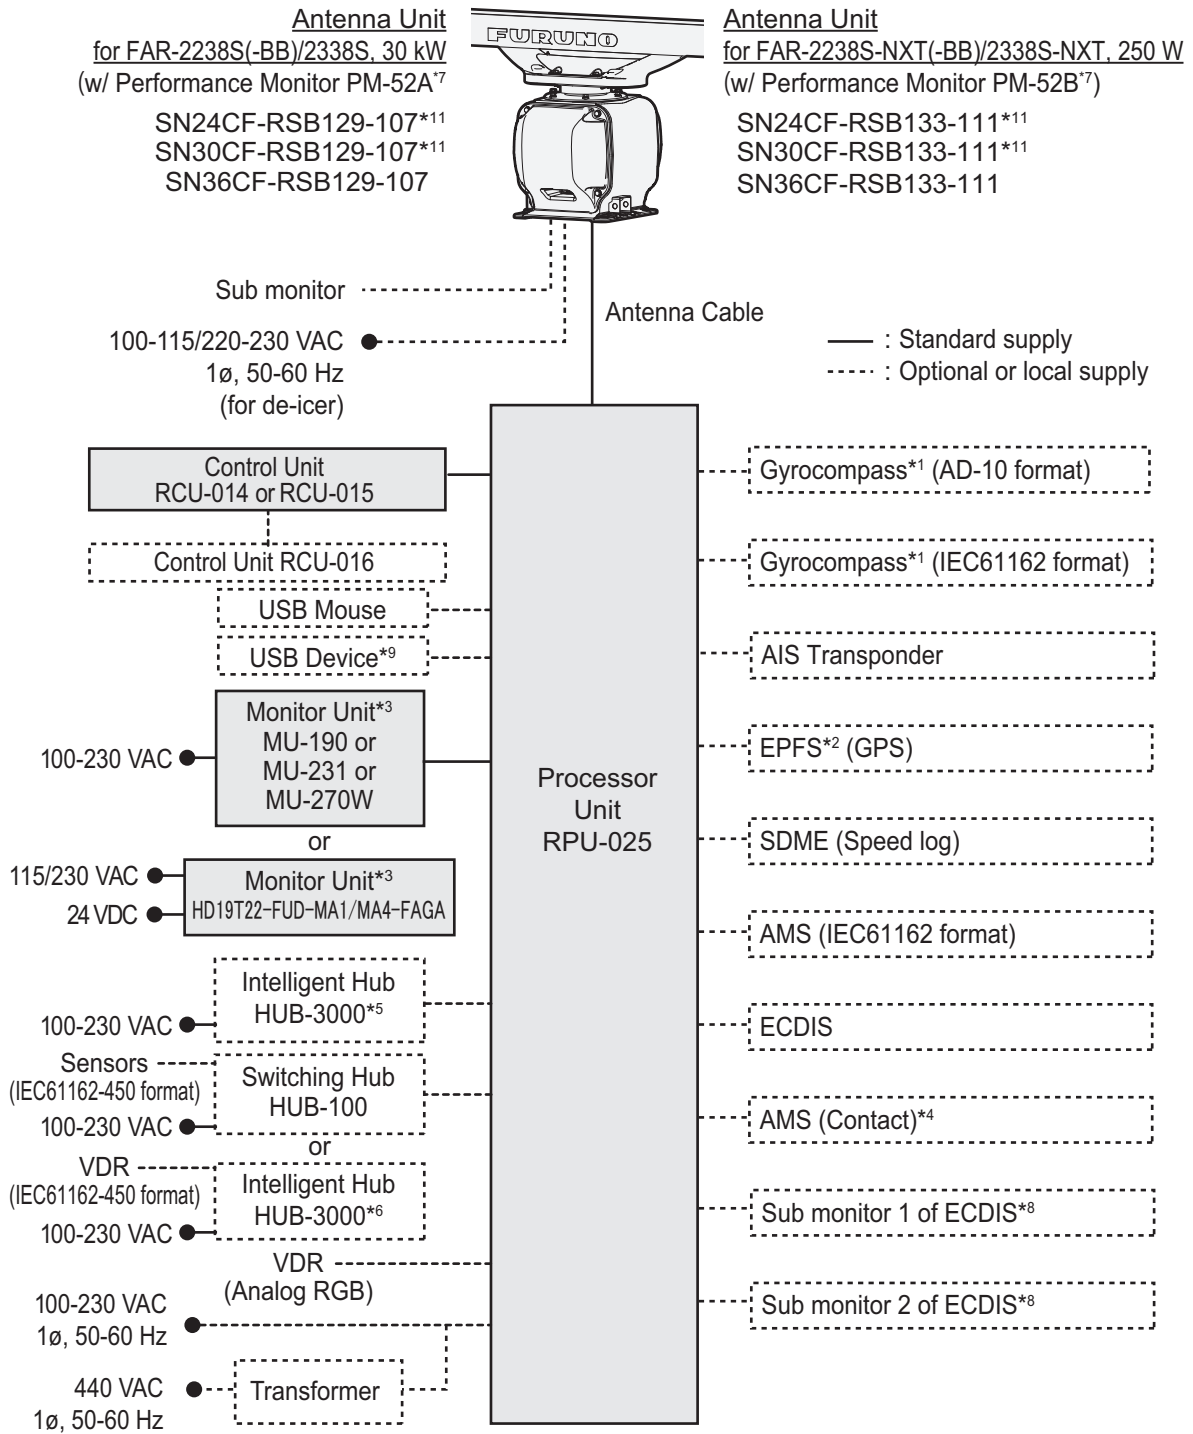 Antenna Unit
for FAR-2238S(-BB)/2338S, 30 kW
(w/ Performance Monitor PM-52A*7
SN24CF-RSB129-107*11
SN30CF-RSB129-107*11
SN36CF-RSB129-107
FURUNO
Antenna Unit
for FAR-2238S-NXT(-BB)/2338S-NXT, 250 W
(w/ Performance Monitor PM-52B*7)
SN24CF-RSB133-111*11
SN30CF-RSB133-111*11
SN36CF-RSB133-111
Sub monitor
100-115/220-230 VAC
1ø, 50-60 Hz
(for de-icer)
Antenna Cable
: Standard supply
: Optional or local supply
Control Unit
RCU-014 or RCU-015
Control Unit RCU-016
USB Mouse
USB Device*9
Monitor Unit*3
MU-190 or
MU-231 or
MU-270W
100-230 VAC
or
115/230 VAC
24 VDC
Monitor Unit*3
HD19T22-FUD-MA1/MA4-FAGA
Intelligent Hub
HUB-3000*5
100-230 VAC
Sensors
(IEC61162-450 format)
Switching Hub
HUB-100
100-230 VAC
or
VDR
(IEC61162-450 format)
Intelligent Hub
HUB-3000*6
100-230 VAC
VDR
(Analog RGB)
100-230 VAC
1ø, 50-60 Hz
440 VAC
1ø, 50-60 Hz
Transformer
Processor
Unit
RPU-025
Gyrocompass*1 (AD-10 format)
Gyrocompass*1 (IEC61162 format)
AIS Transponder
EPFS*2 (GPS)
SDME (Speed log)
AMS (IEC61162 format)
ECDIS
AMS (Contact)*4
Sub monitor 1 of ECDIS*8
Sub monitor 2 of ECDIS*8